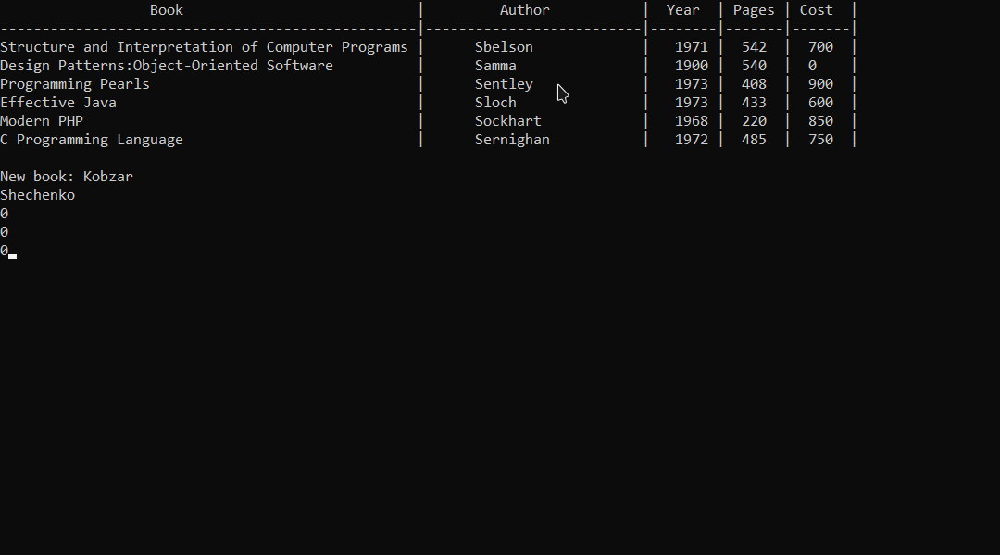 Book | Author | Year | Pages | Cost |
--------------------------------------------------|--------------------------|--------|-------|-------|
Structure and Interpretation of Computer Programs | Sbelson | 1971 | 542 | 700 |
Design Patterns:Object-Oriented Software | Samma | 1900 | 540 | 0 |
Programming Pearls | Sentley | 1973 | 408 | 900 |
Effective Java | Sloch | 1973 | 433 | 600 |
Modern PHP | Sockhart | 1968 | 220 | 850 |
C Programming Language | Sernighan | 1972 | 485 | 750 |
New book: Kobzar
Shechenko
0
0
0